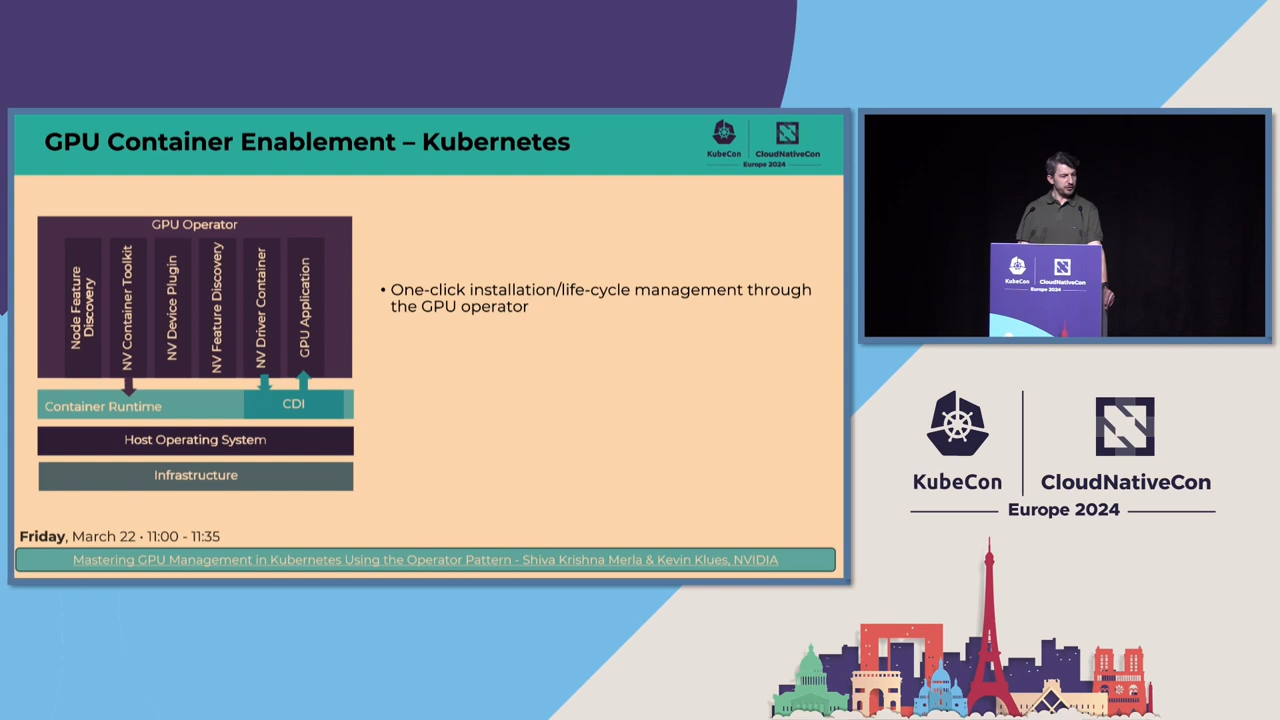 GPU Container Enablement – Kubernetes
KubeCon
CloudNativeCon
Europe 2024
GPU Operator
Node Feature
Discovery
NV Container Toolkit
NV Device Plugin
NV Feature Discovery
NV Driver Container
GPU Application
Container Runtime
CDI
Host Operating System
Infrastructure
• One-click installation/life-cycle management through
the GPU operator
Friday, March 22 • 11:00 - 11:35
Mastering GPU Management in Kubernetes Using the Operator Pattern - Shiva Krishna Merla & Kevin Klues, NVIDIA
KubeCon
CloudNativeCon
Europe 2024
KubeCon
CloudNativeCon
Europe 2024